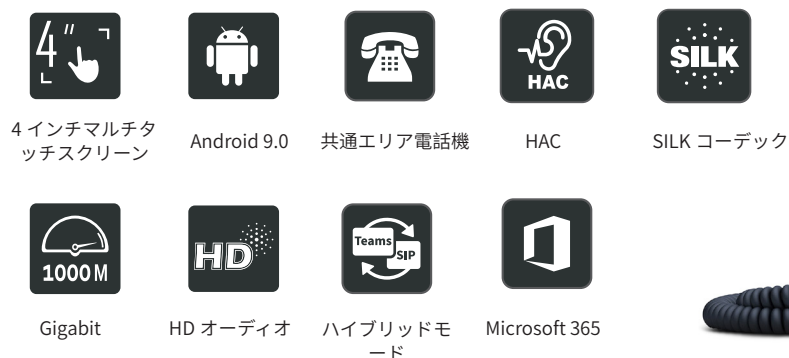 4"
HAC
SILK
4 インチマルチタ
ッチスクリーン
Android 9.0
共通エリア電話機
HAC
SILK コーデック
1000M
HD
Teams
SIP
Gigabit
HD オーディオ
ハイブリッドモ
ード
Microsoft 365